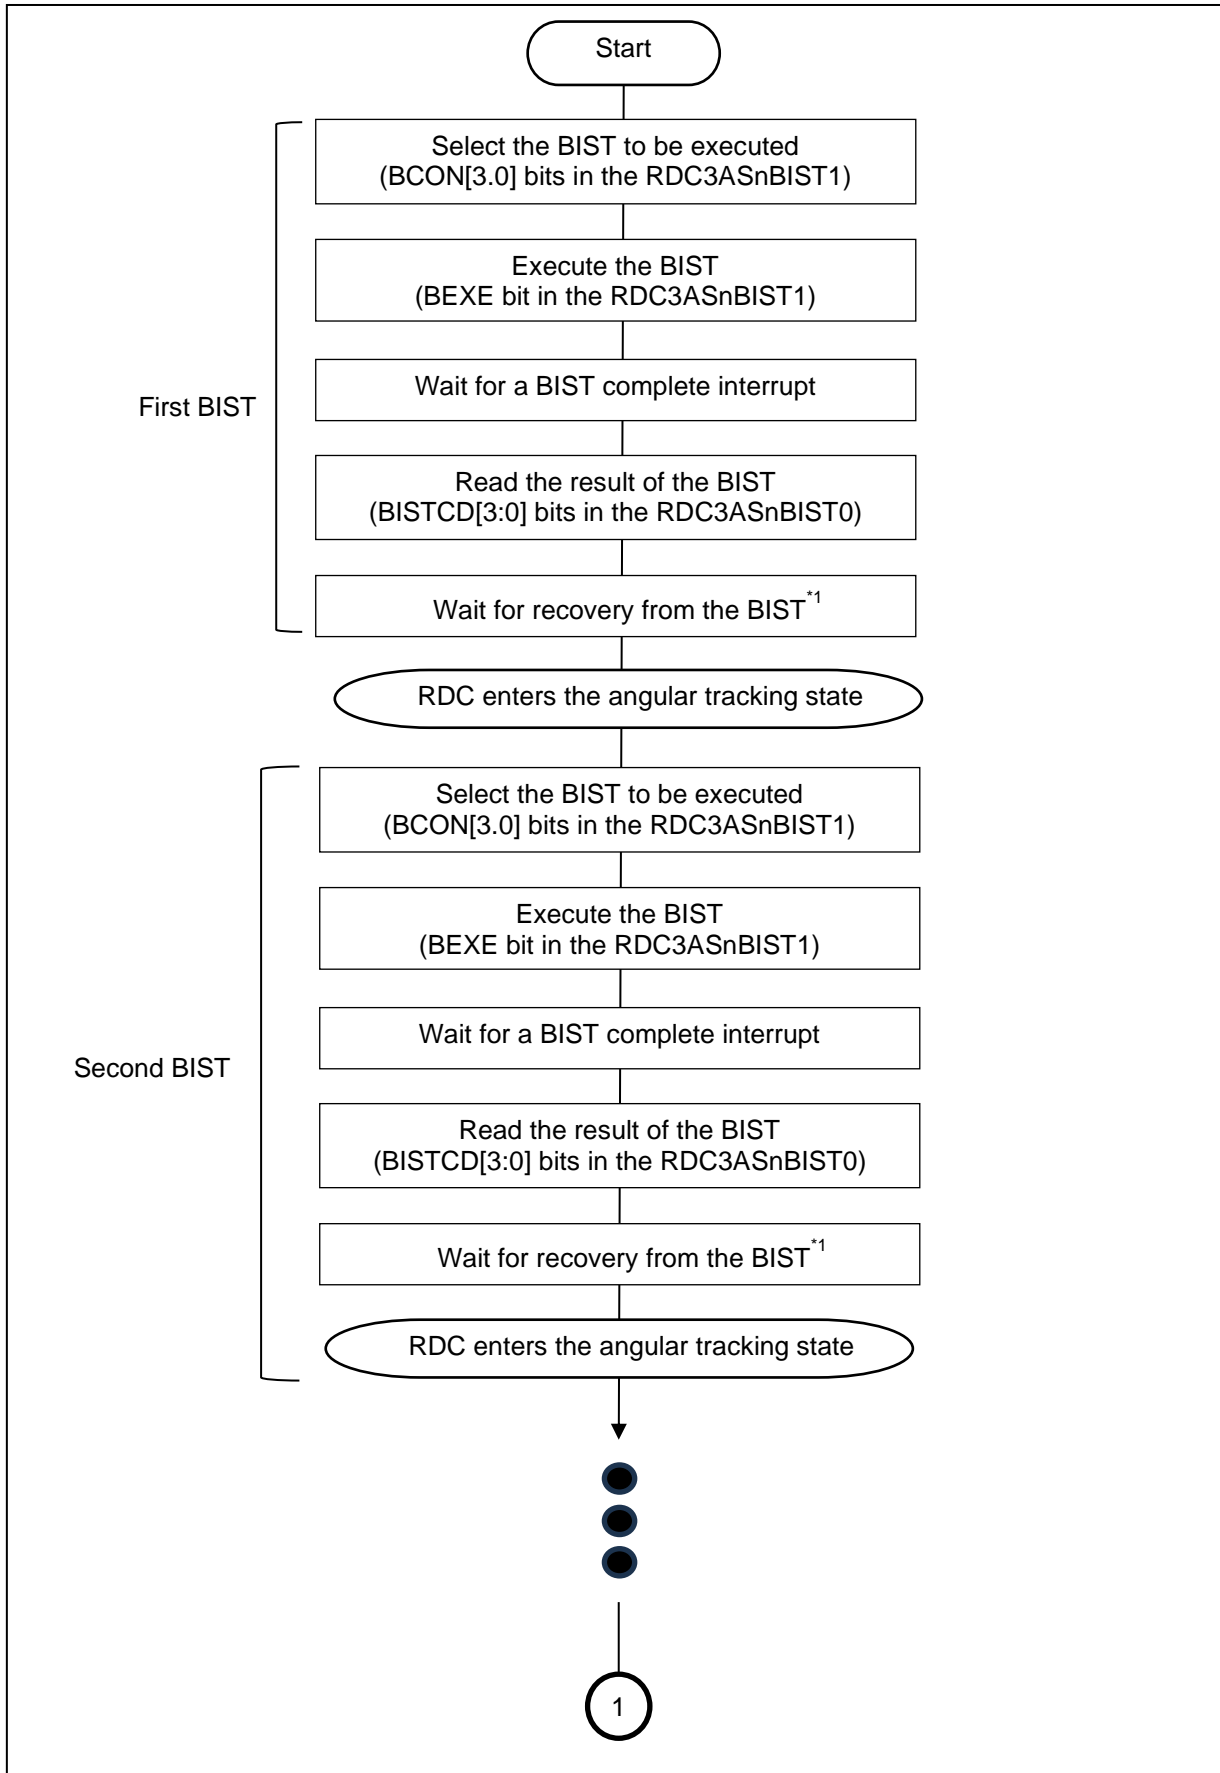 Start
Select the BIST to be executed
(BCON[3.0] bits in the RDC3ASnBIST1)
Execute the BIST
(BEXE bit in the RDC3ASnBIST1)
Wait for a BIST complete interrupt
First BIST
Read the result of the BIST
(BISTCD[3:0] bits in the RDC3ASnBIST0)
Wait for recovery from the BIST*1
RDC enters the angular tracking state
Select the BIST to be executed
(BCON[3.0] bits in the RDC3ASnBIST1)
Execute the BIST
(BEXE bit in the RDC3ASnBIST1)
Wait for a BIST complete interrupt
Second BIST
Read the result of the BIST
(BISTCD[3:0] bits in the RDC3ASnBIST0)
Wait for recovery from the BIST*1
RDC enters the angular tracking state
1